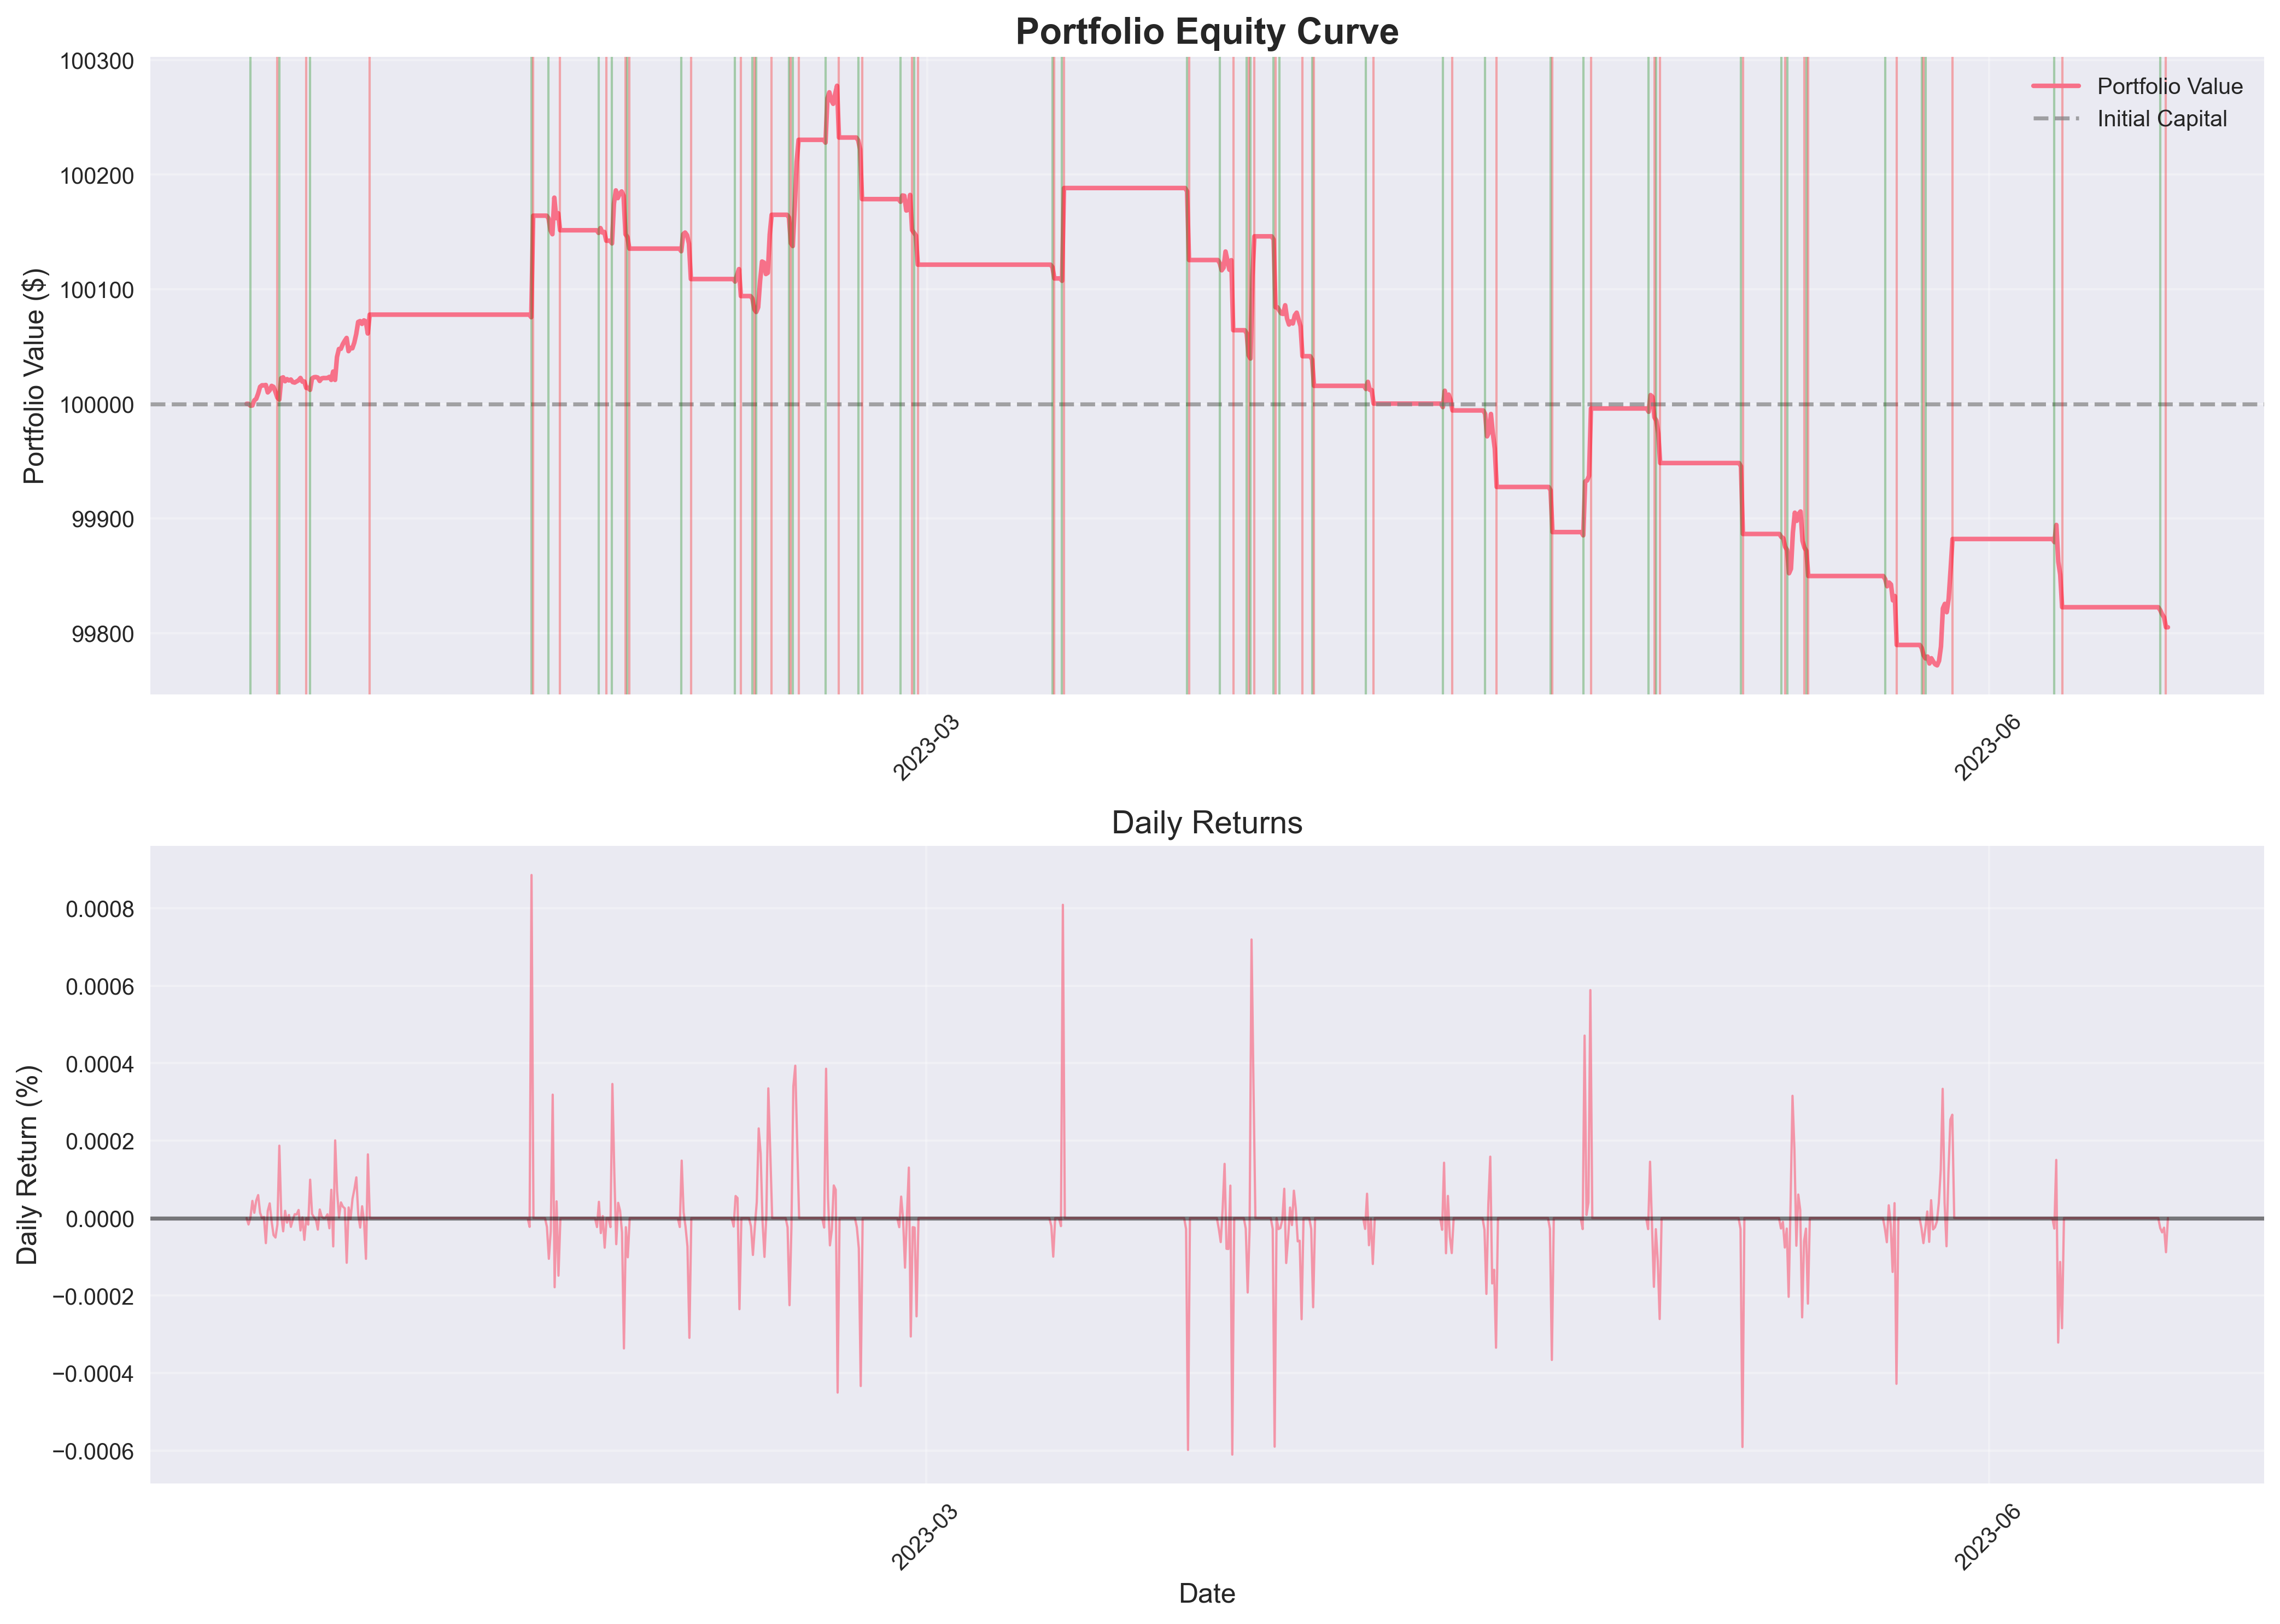 Portfolio Equity Curve
Portfolio Value ($)
100300
100200
100100
100000
99900
99800
Portfolio Value
Initial Capital
2023-03
2023-06
Daily Returns
Daily Return (%)
0.0008
0.0006
0.0004
0.0002
0.0000
−0.0002
−0.0004
−0.0006
2023-03
2023-06
Date